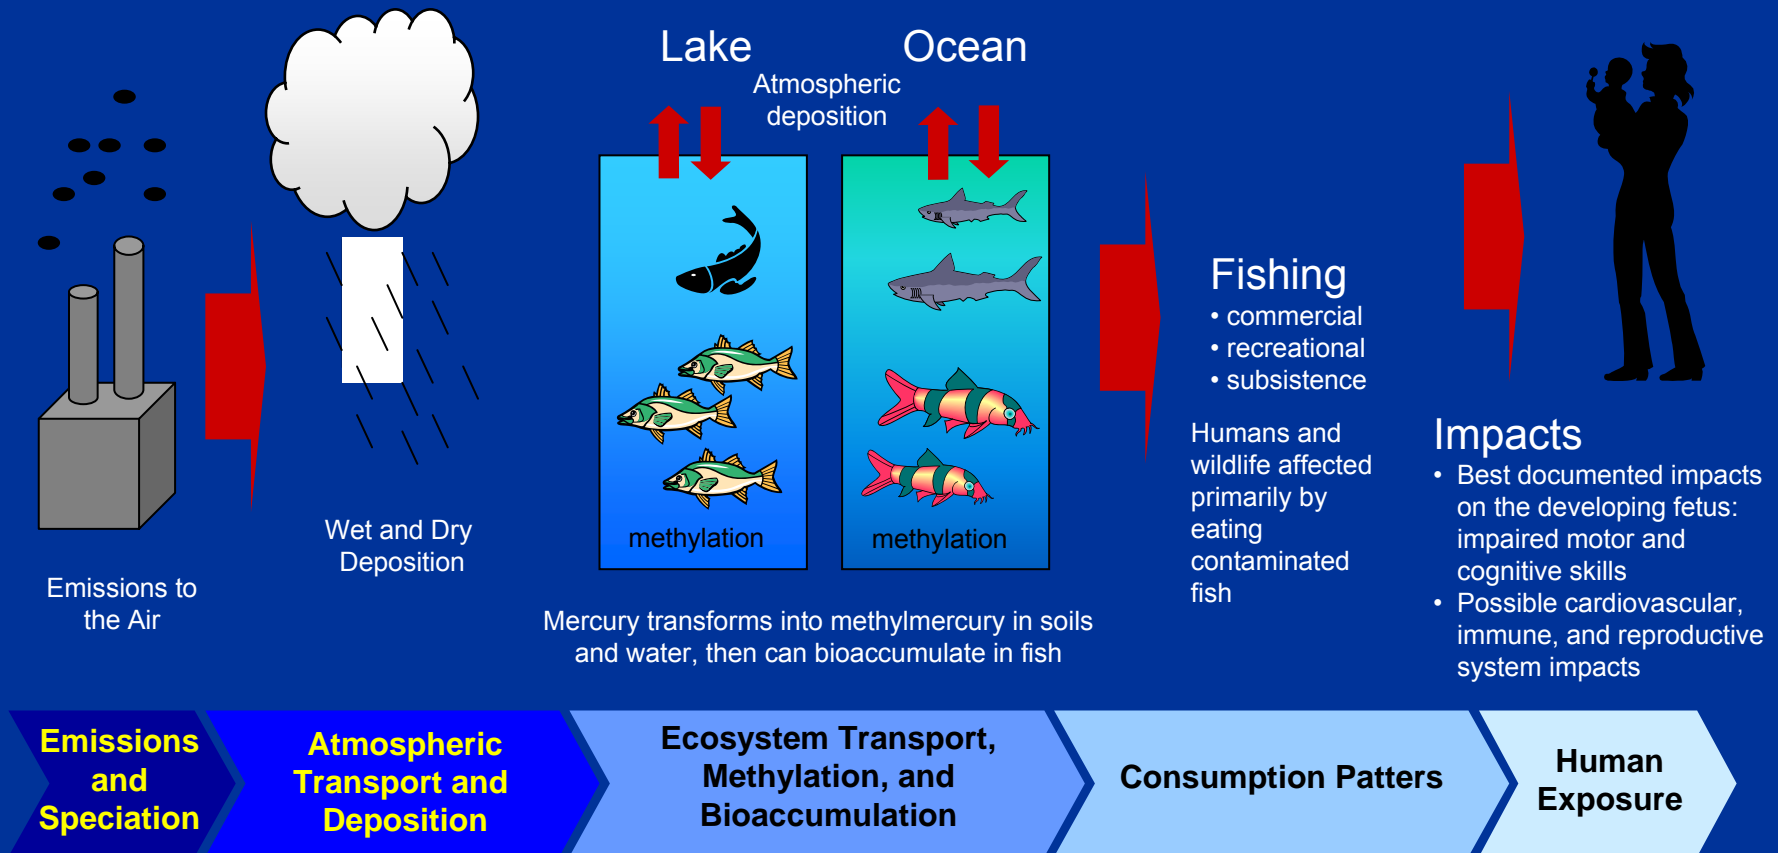 Lake
Ocean
Atmospheric
deposition
methylation
methylation
Emissions to
the Air
Wet and Dry
Deposition
Mercury transforms into methylmercury in soils
and water, then can bioaccumulate in fish
Fishing
• commercial
• recreational
• subsistence
Humans and
wildlife affected
primarily by
eating
contaminated
fish
Impacts
• Best documented impacts
on the developing fetus:
impaired motor and
cognitive skills
• Possible cardiovascular,
immune, and reproductive
system impacts
Emissions
and
Speciation
Atmospheric
Transport and
Deposition
Ecosystem Transport,
Methylation, and
Bioaccumulation
Consumption Patters
Human
Exposure